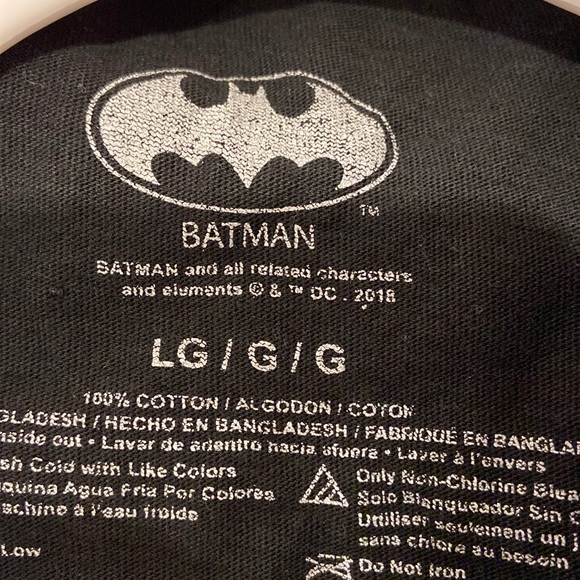 TM
BATMAN
BATMAN and all related characters
and elements © & ™ DC . 2018
LG / G / G
100% COTTON / ALGODON / COTON
GLADESH / HECHO EN BANGLADESH / FABRIQUÉ EN BANGLA
nside out • Lavar de adentro hacia afuera • Laver à l'envers
sh Cold with Like Colors
quina Agua Fria Por Colores
achine à l'eau froide
Low
Only Non-Chlorine Blea
Solo Blanqueador Sin
Utiliser seulement un j
sans chlore au besoin
Do Not Iron